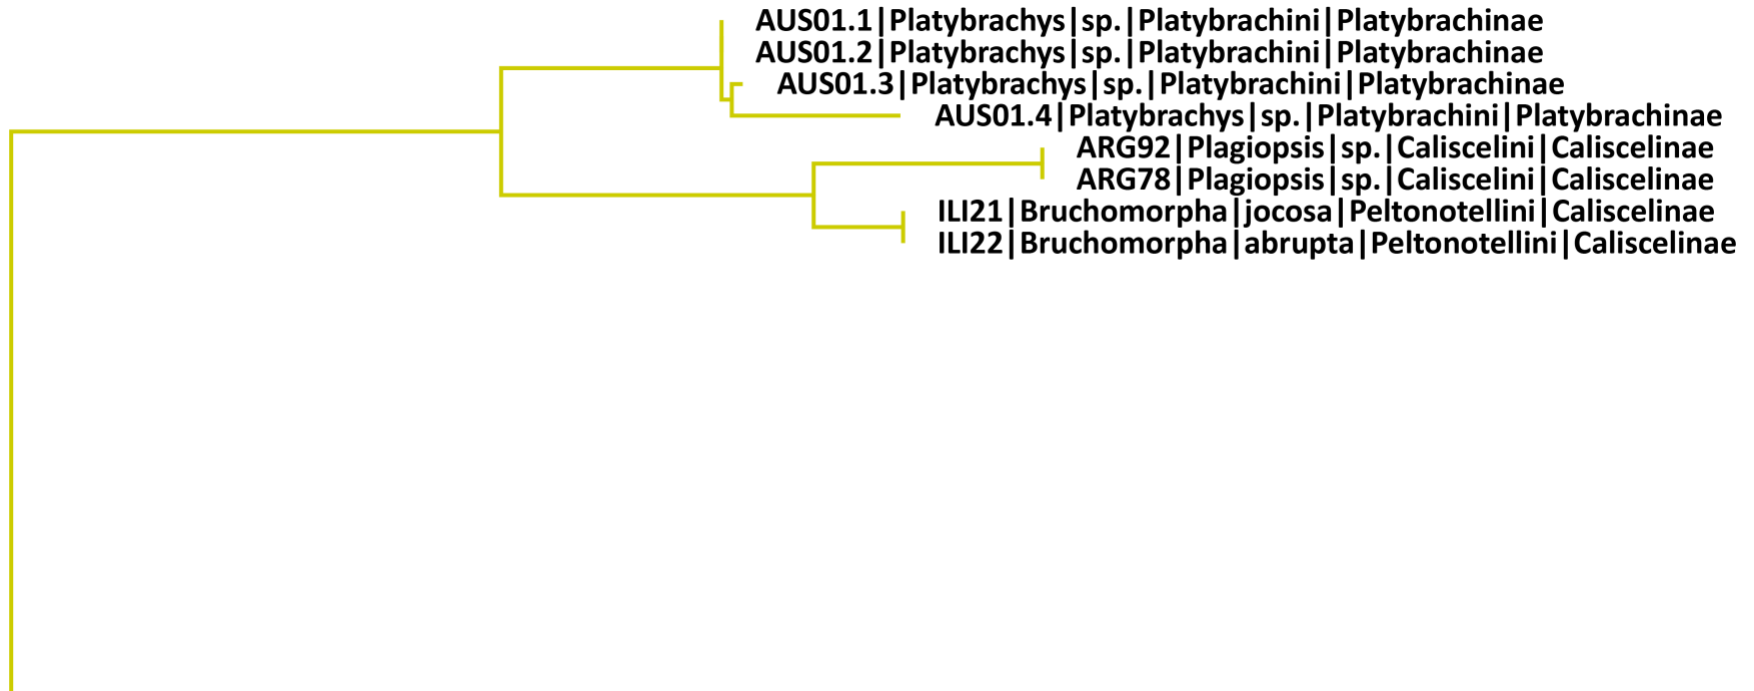 AUS01.1|Platybrachys|sp.|Platybrachini|Platybrachinae
AUS01.2|Platybrachys|sp.|Platybrachini|Platybrachinae
AUS01.3|Platybrachys|sp.|Platybrachini|Platybrachinae
AUS01.4|Platybrachys|sp.|Platybrachini|Platybrachinae
ARG92|Plagiopsis|sp.|Caliscelini|Caliscelinae
ARG78|Plagiopsis|sp.|Caliscelini|Caliscelinae
ILI21|Bruchomorpha|jocosa|Peltonotellini|Caliscelinae
ILI22|Bruchomorpha|abrupta|Peltonotellini|Caliscelinae